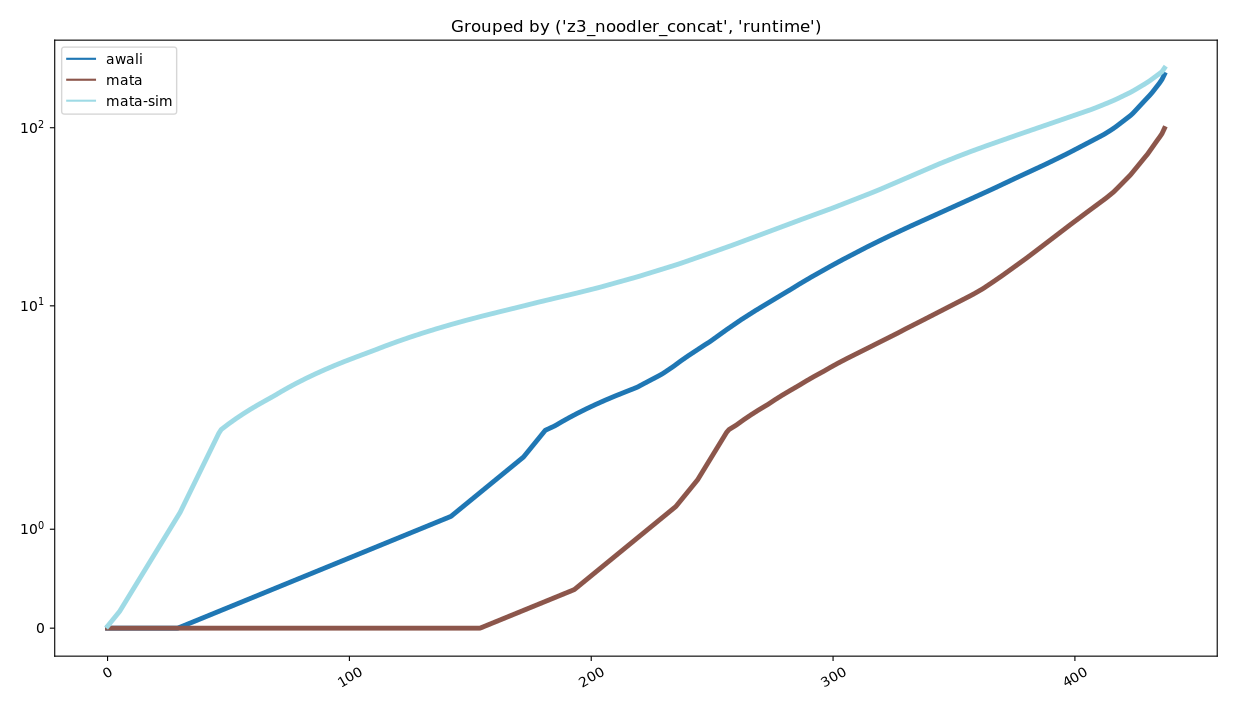 Grouped by ('z3_noodler_concat', 'runtime')
awali
mata
mata-sim
10²
10¹
10⁰
0
0
100
200
300
400